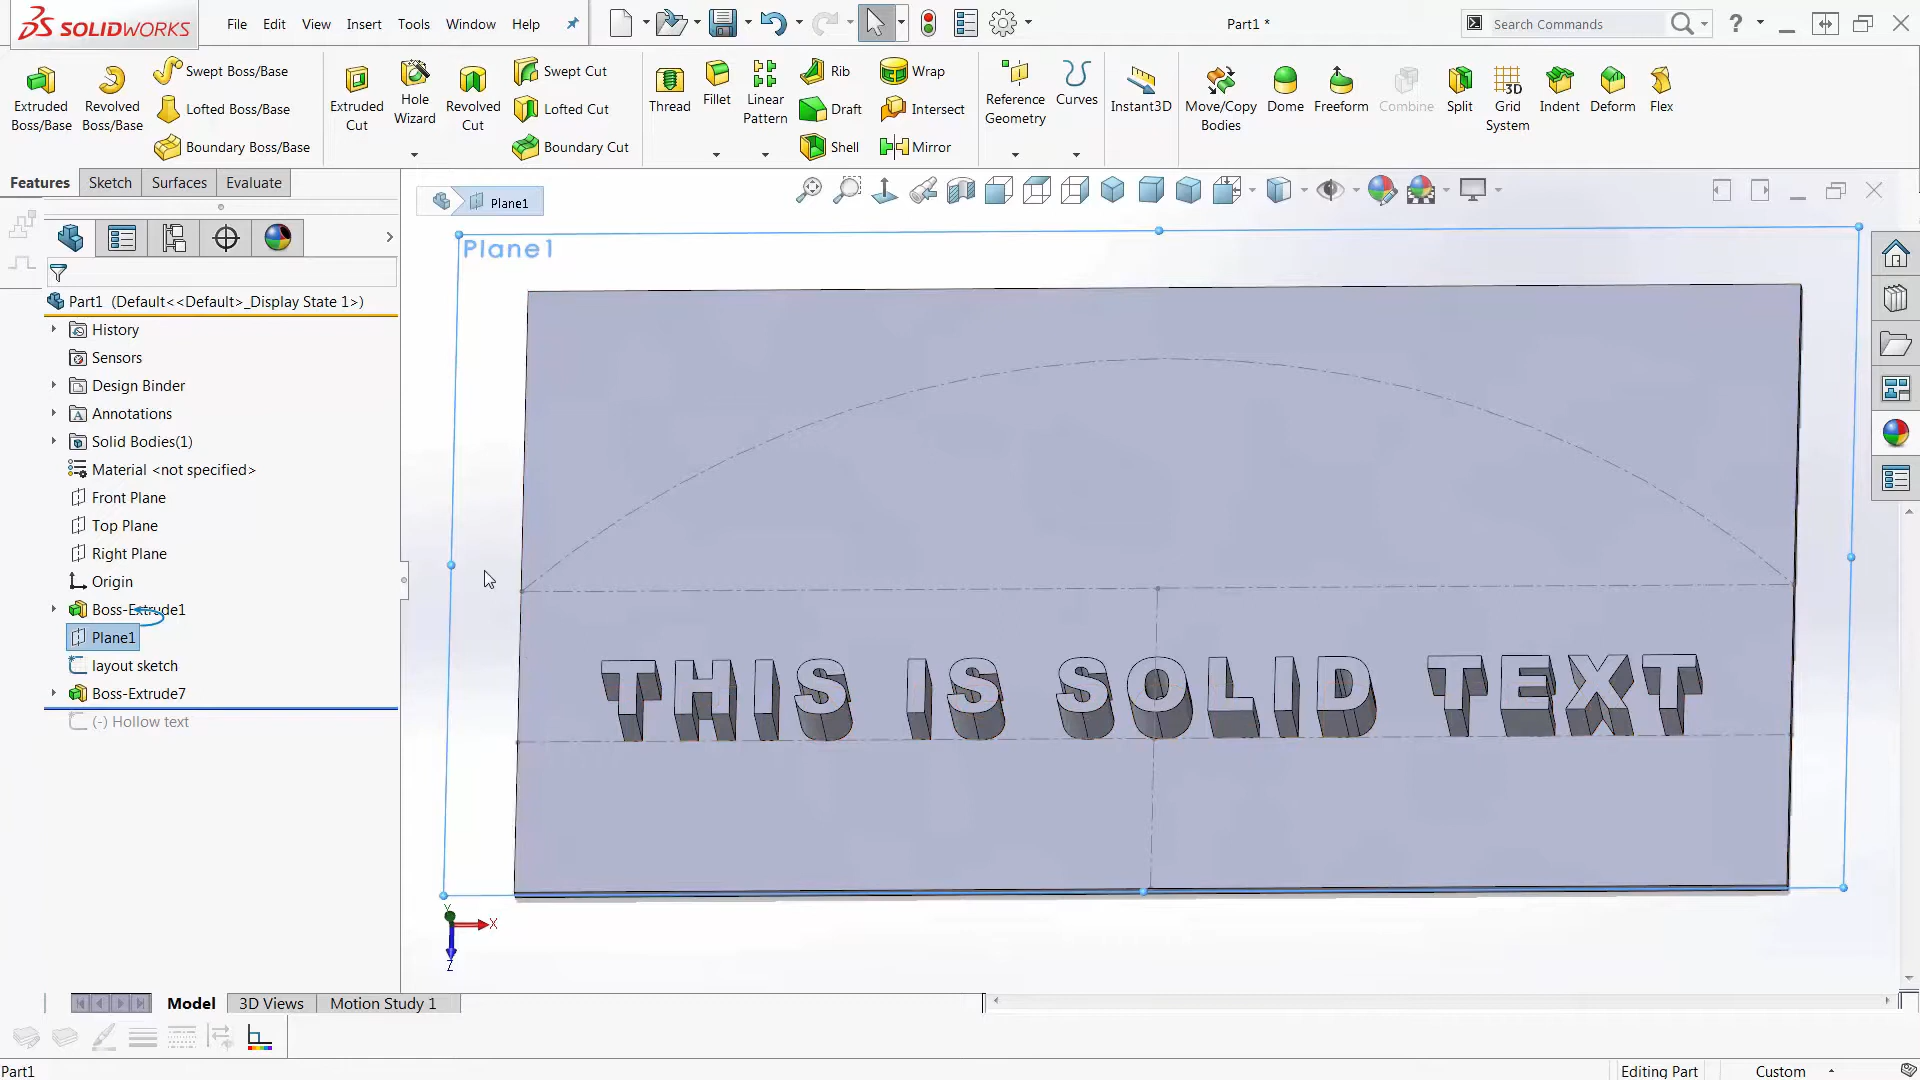 SOLIDWORKS
File Edit View Insert Tools Window Help
Part1 *
Search Commands
?
Extruded Boss/Base
Revolved Boss/Base
Swept Boss/Base
Lofted Boss/Base
Boundary Boss/Base
Extruded Cut
Hole Wizard
Revolved Cut
Swept Cut
Lofted Cut
Boundary Cut
Thread
Fillet
Linear Pattern
Rib
Draft
Shell
Wrap
Intersect
Mirror
Reference Geometry
Curves
Instant3D
Move/Copy Bodies
Dome
Freeform
Combine
Split
3D
Grid System
Indent
Deform
Flex
Features Sketch Surfaces Evaluate
Plane1
Plane1
Part1 (Default<<Default>_Display State 1>)
History
Sensors
Design Binder
Annotations
Solid Bodies(1)
Material <not specified>
Front Plane
Top Plane
Right Plane
Origin
Boss-Extrude1
Plane1
layout sketch
Boss-Extrude7
(-) Hollow text
THIS IS SOLID TEXT
Y
X
Z
Model 3D Views Motion Study 1
Part1
Editing Part
Custom